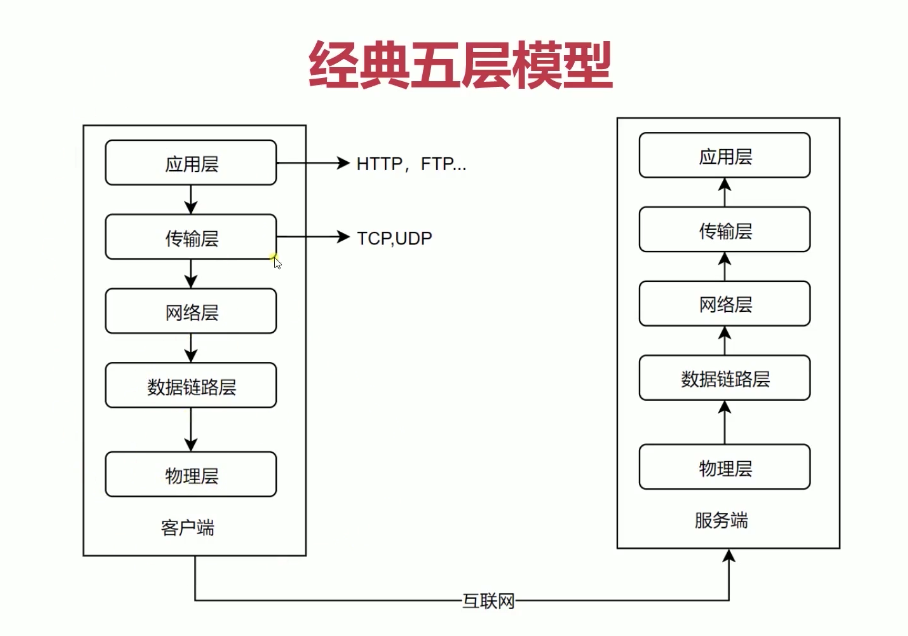 经典五层模型
应用层
HTTP，FTP...
传输层
TCP,UDP
网络层
数据链路层
物理层
客户端
应用层
传输层
网络层
数据链路层
物理层
服务端
互联网